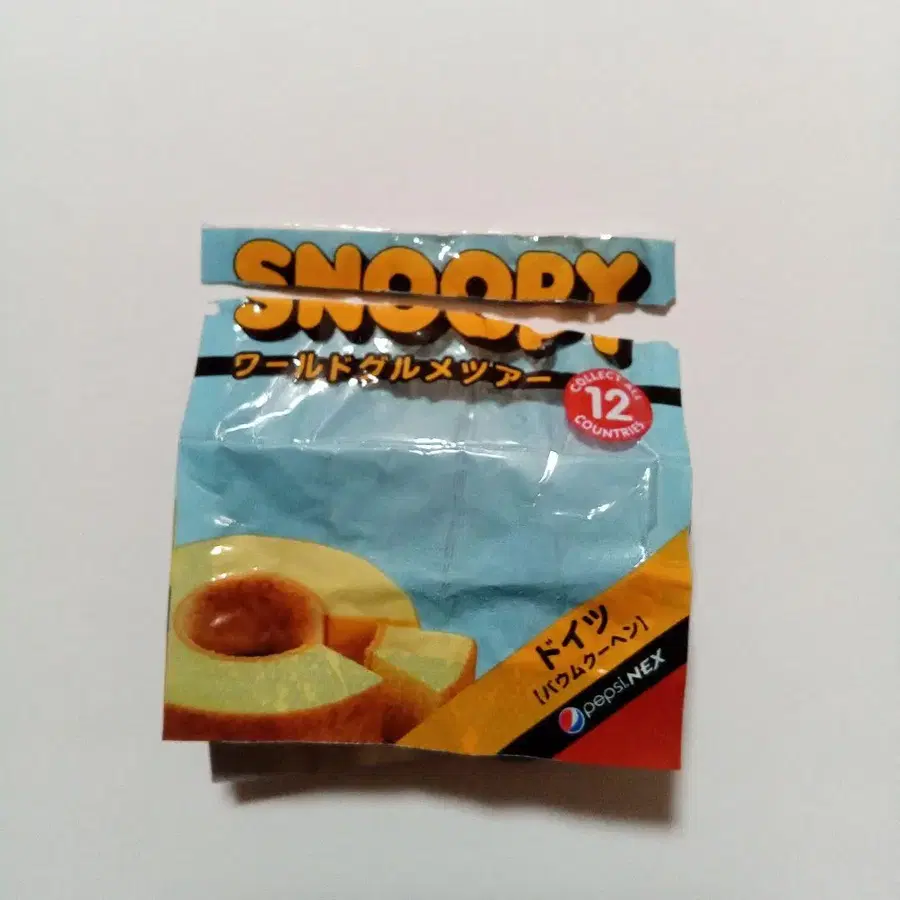 SNOOPY
ワールドグルメツアー
COLLECT ALL
12
COUNTRIES
ドイツ
[バウムクーヘン]
pepsi NEX